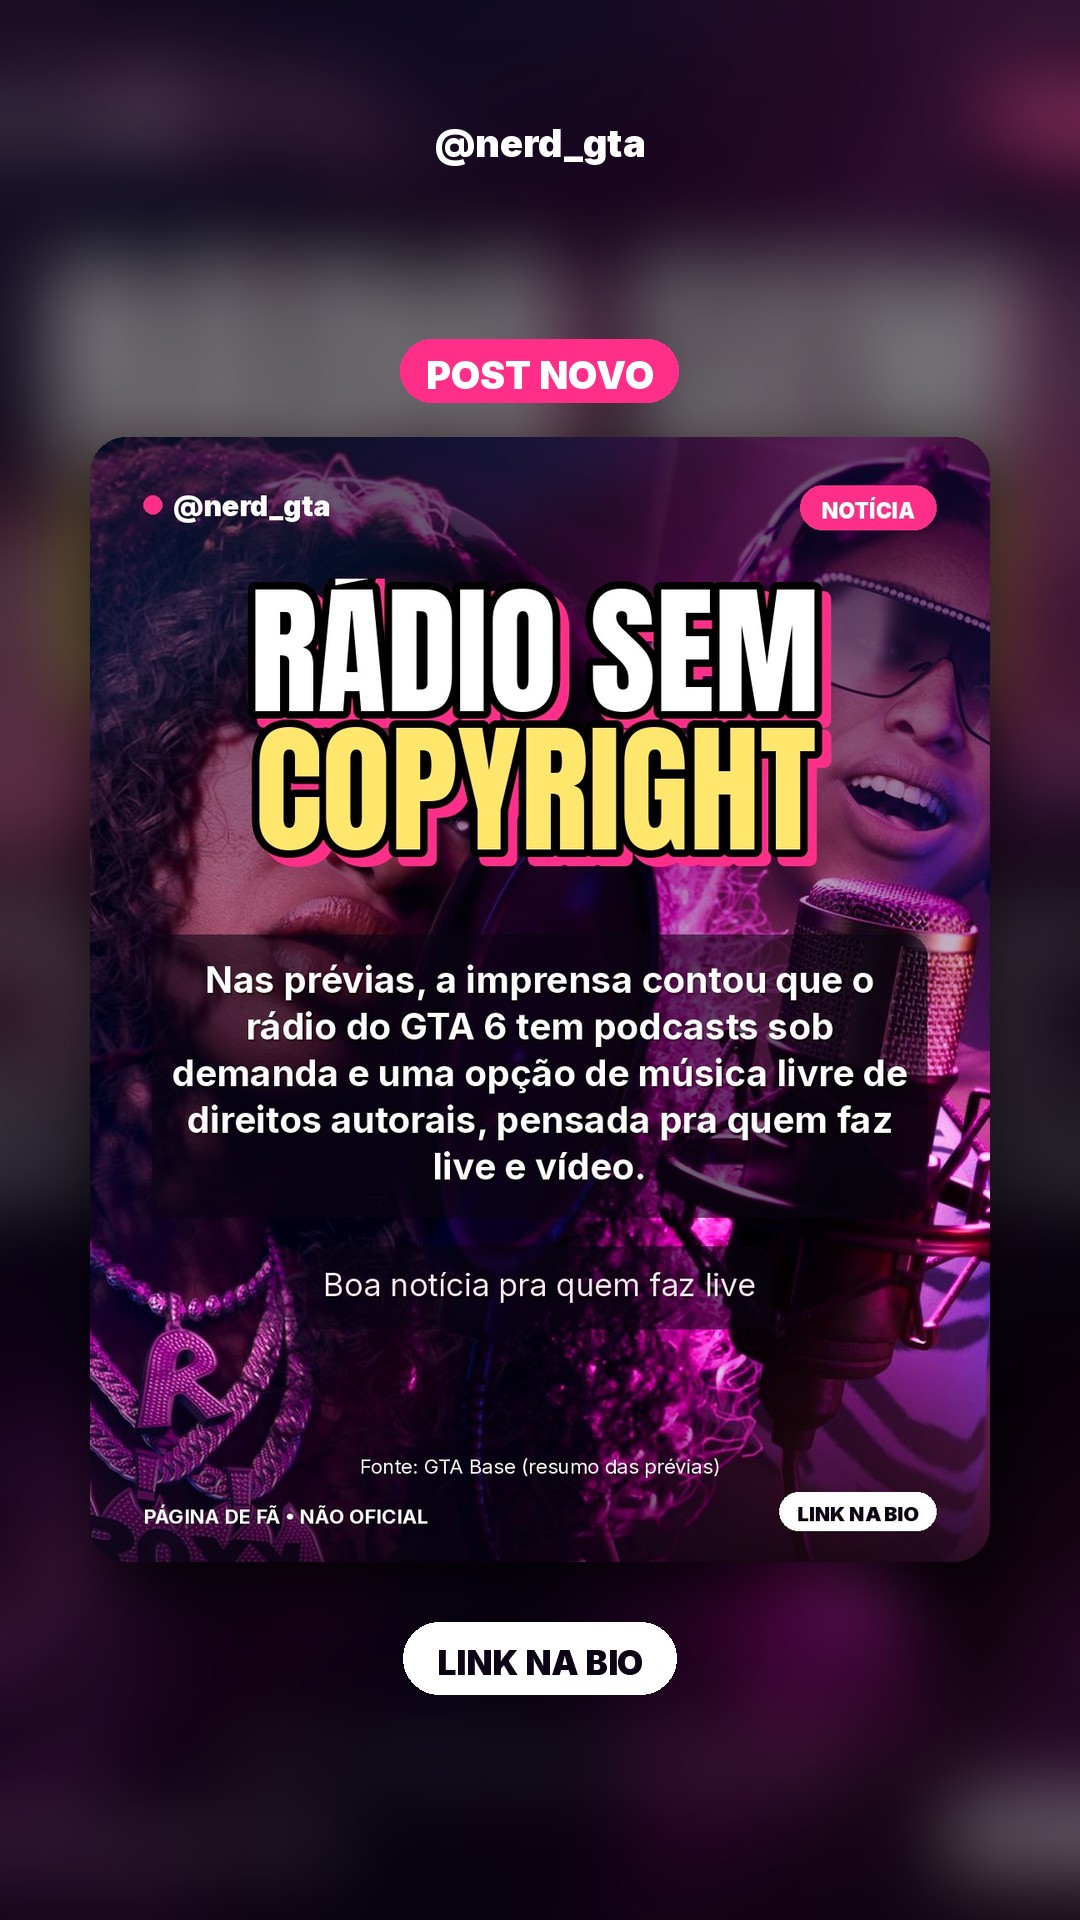 @nerd_gta
POST NOVO
@nerd_gta
NOTÍCIA
RÁDIO SEM
COPYRIGHT
Nas prévias, a imprensa contou que o
rádio do GTA 6 tem podcasts sob
demanda e uma opção de música livre de
direitos autorais, pensada pra quem faz
live e vídeo.
Boa notícia pra quem faz live
R
Fonte: GTA Base (resumo das prévias)
PÁGINA DE FÃ • NÃO OFICIAL
LINK NA BIO
LINK NA BIO